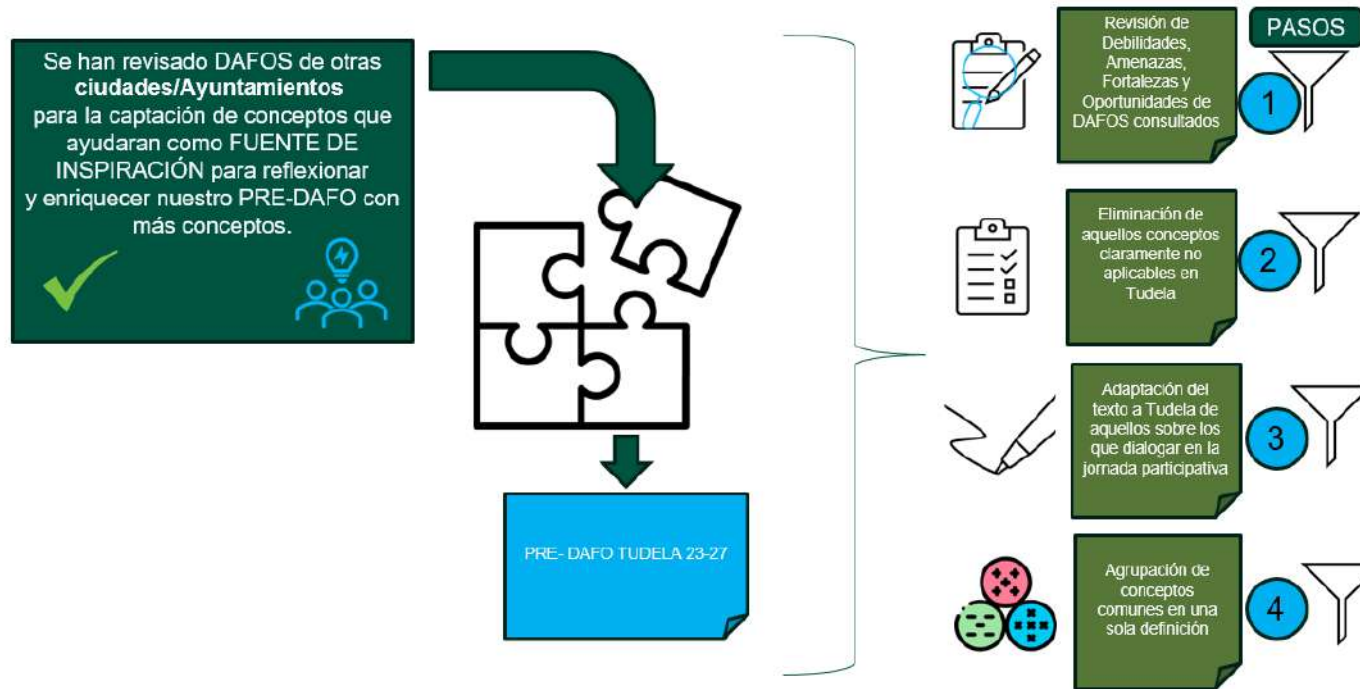 Se han revisado DAFOS de otras
ciudades/Ayuntamientos
para la captación de conceptos que
ayudaran como FUENTE DE
INSPIRACIÓN para reflexionar
y enriquecer nuestro PRE-DAFO con
más conceptos.
PRE- DAFO TUDELA 23-27
PASOS
Revisión de
Debilidades,
Amenazas,
Fortalezas y
Oportunidades de
DAFOS consultados
1
Eliminación de
aquellos conceptos
claramente no
aplicables en
Tudela
2
Adaptación del
texto a Tudela de
aquellos sobre los
que dialogar en la
jornada participativa
3
Agrupación de
conceptos
comunes en una
sola definición
4